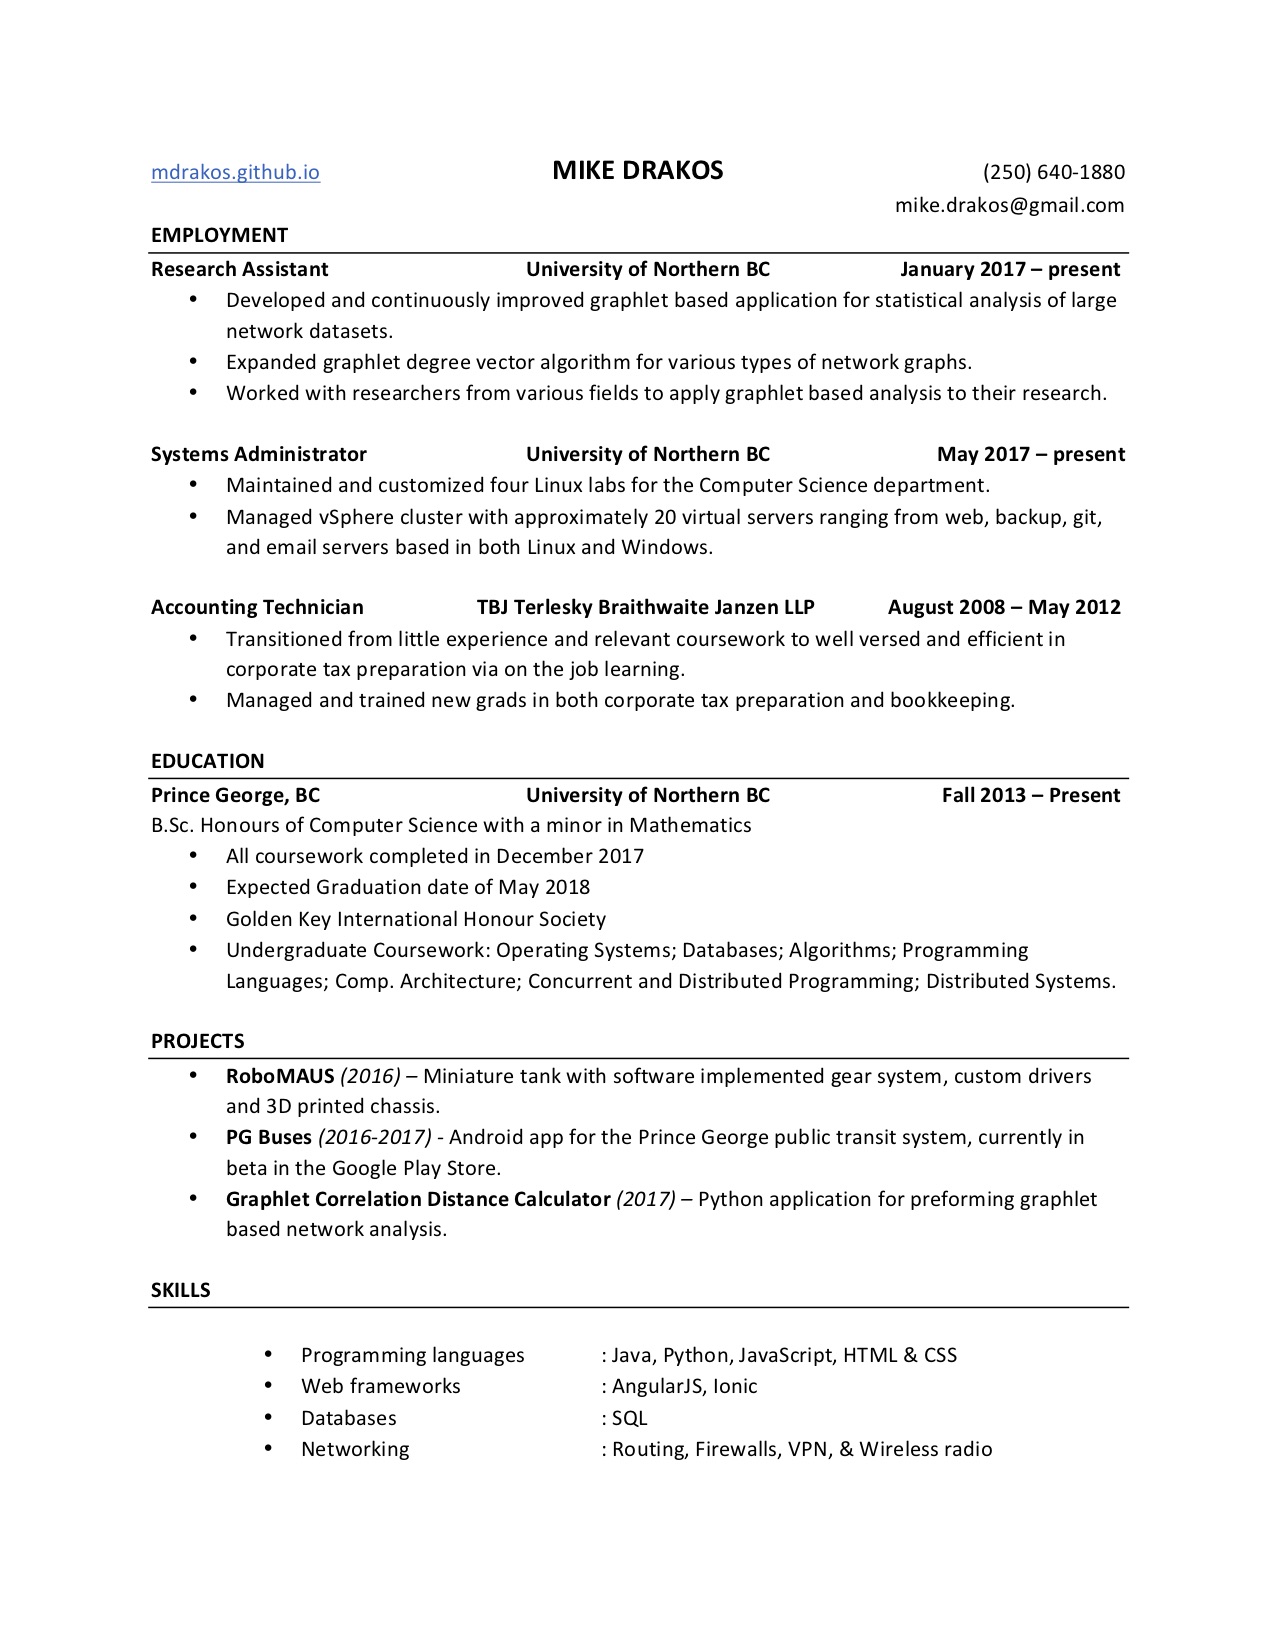 mdrakos.github.io MIKE DRAKOS (250) 640-1880
mike.drakos@gmail.com
EMPLOYMENT
Research Assistant University of Northern BC January 2017 – present
• Developed and continuously improved graphlet based application for statistical analysis of large
network datasets.
• Expanded graphlet degree vector algorithm for various types of network graphs.
• Worked with researchers from various fields to apply graphlet based analysis to their research.
Systems Administrator University of Northern BC May 2017 – present
• Maintained and customized four Linux labs for the Computer Science department.
• Managed vSphere cluster with approximately 20 virtual servers ranging from web, backup, git,
and email servers based in both Linux and Windows.
Accounting Technician TBJ Terlesky Braithwaite Janzen LLP August 2008 – May 2012
• Transitioned from little experience and relevant coursework to well versed and efficient in
corporate tax preparation via on the job learning.
• Managed and trained new grads in both corporate tax preparation and bookkeeping.
EDUCATION
Prince George, BC University of Northern BC Fall 2013 – Present
B.Sc. Honours of Computer Science with a minor in Mathematics
• All coursework completed in December 2017
• Expected Graduation date of May 2018
• Golden Key International Honour Society
• Undergraduate Coursework: Operating Systems; Databases; Algorithms; Programming
Languages; Comp. Architecture; Concurrent and Distributed Programming; Distributed Systems.
PROJECTS
• RoboMAUS (2016) – Miniature tank with software implemented gear system, custom drivers
and 3D printed chassis.
• PG Buses (2016-2017) - Android app for the Prince George public transit system, currently in
beta in the Google Play Store.
• Graphlet Correlation Distance Calculator (2017) – Python application for preforming graphlet
based network analysis.
SKILLS
• Programming languages : Java, Python, JavaScript, HTML & CSS
• Web frameworks : AngularJS, Ionic
• Databases : SQL
• Networking : Routing, Firewalls, VPN, & Wireless radio